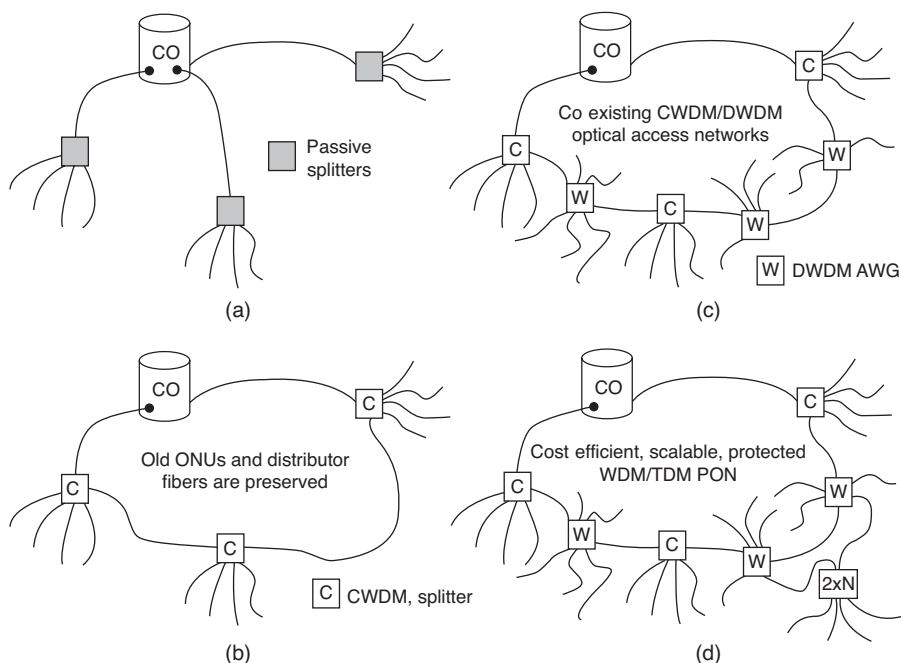 CO
Passive
splitters
(a)
CO
C
Co existing CWDM/DWDM
optical access networks
C
W
W
C
W
W DWDM AWG
(c)
CO
C
Old ONUs and distributor
fibers are preserved
C
C
C CWDM, splitter
(b)
CO
C
Cost efficient, scalable, protected
WDM/TDM PON
C
W
W
C
W
2xN
(d)